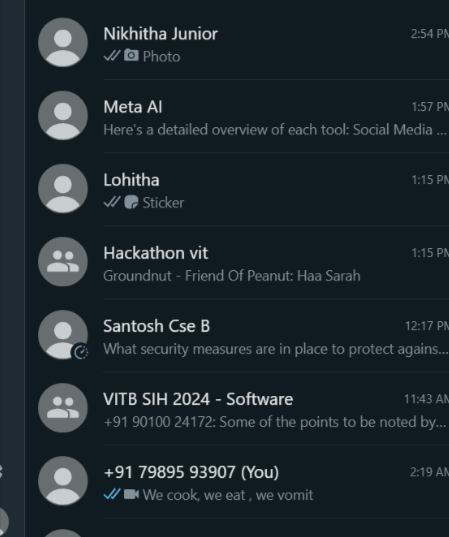 Nikhitha Junior 2:54 PM
Photo
Meta AI 1:57 PM
Here's a detailed overview of each tool: Social Media ...
Lohitha 1:15 PM
Sticker
Hackathon vit 1:15 PM
Groundnut - Friend Of Peanut: Haa Sarah
Santosh Cse B 12:17 PM
What security measures are in place to protect agains...
VITB SIH 2024 - Software 11:43 AM
+91 90100 24172: Some of the points to be noted by...
+91 79895 93907 (You) 2:19 AM
We cook, we eat , we vomit